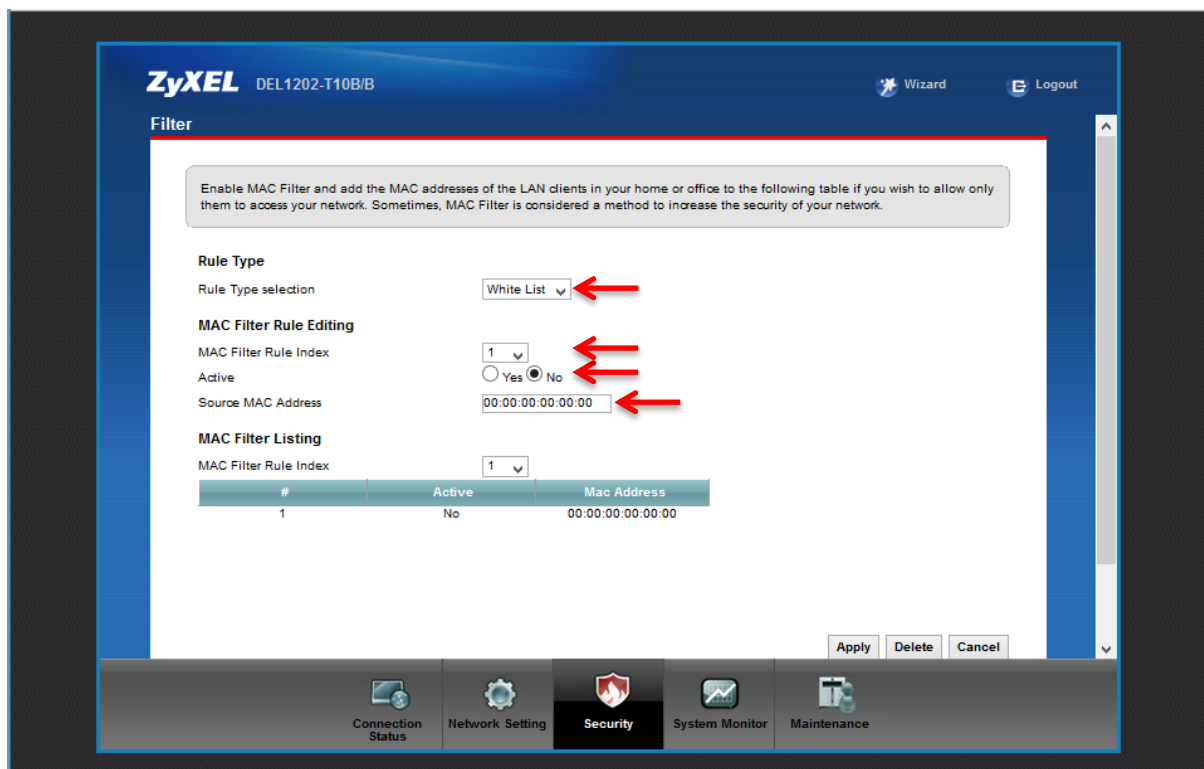 ZyXEL DEL1202-T10B/B
Wizard
Logout
Filter
Enable MAC Filter and add the MAC addresses of the LAN clients in your home or office to the following table if you wish to allow only
them to access your network. Sometimes, MAC Filter is considered a method to increase the security of your network.
Rule Type
Rule Type selection White List
MAC Filter Rule Editing
MAC Filter Rule Index 1
Active Yes No
Source MAC Address 00:00:00:00:00:00
MAC Filter Listing
MAC Filter Rule Index 1
# Active Mac Address
1 No 00:00:00:00:00:00
Apply Delete Cancel
Connection
Status
Network Setting
Security
System Monitor
Maintenance